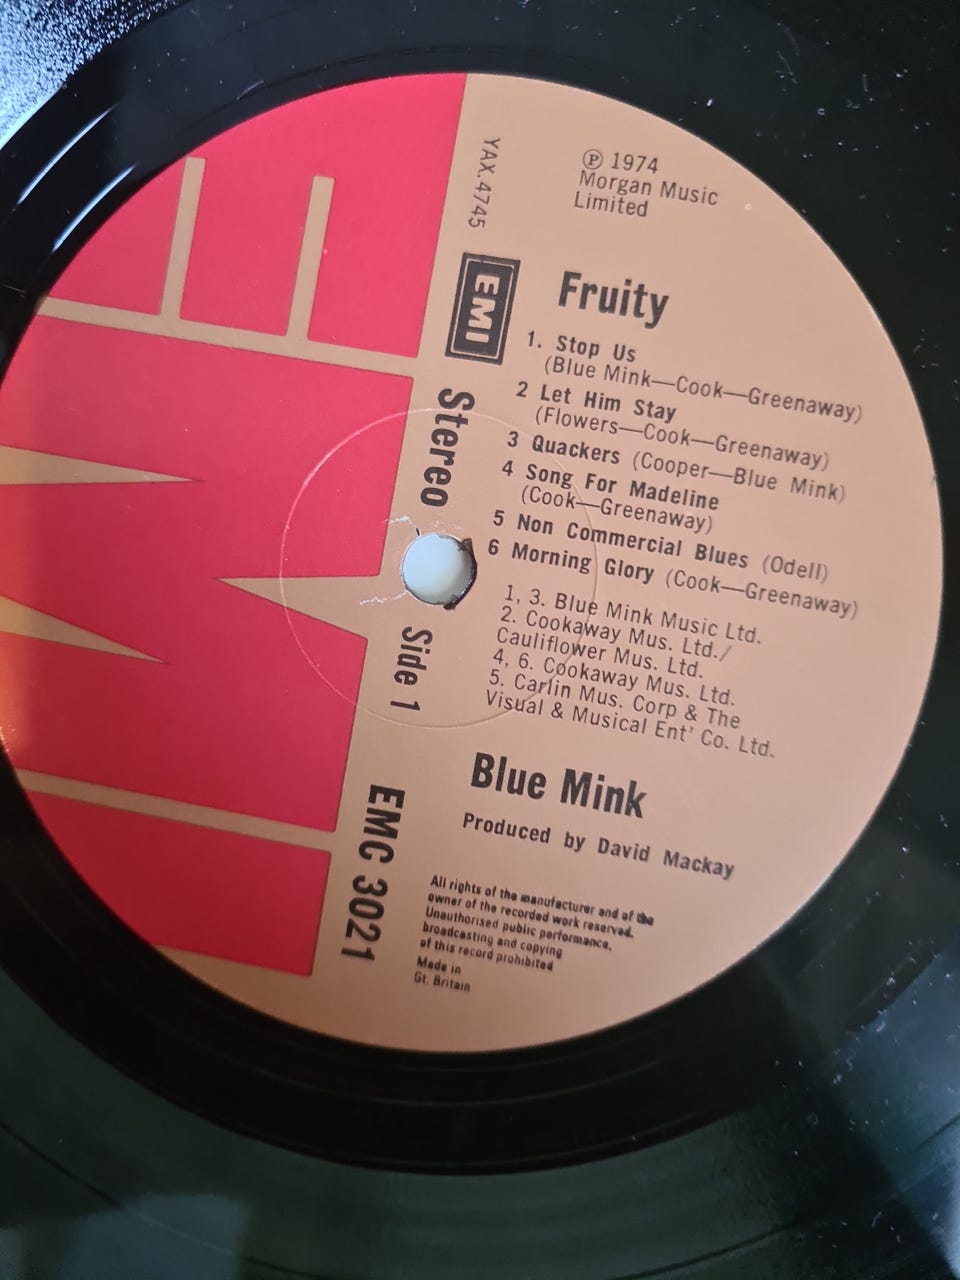 YAX.4745
℗ 1974
Morgan Music
Limited
EMI
EMI
Stereo
Side 1
EMC 3021
Fruity
1. Stop Us
(Blue Mink—Cook—Greenaway)
2 Let Him Stay
(Flowers—Cook—Greenaway)
3 Quackers (Cooper—Blue Mink)
4 Song For Madeline
(Cook—Greenaway)
5 Non Commercial Blues (Odell)
6 Morning Glory (Cook—Greenaway)
1, 3. Blue Mink Music Ltd.
2. Cookaway Mus. Ltd./
Cauliflower Mus. Ltd.
4, 6. Cookaway Mus. Ltd.
5. Carlin Mus. Corp & The
Visual & Musical Ent' Co. Ltd.
Blue Mink
Produced by David Mackay
All rights of the manufacturer and of the
owner of the recorded work reserved.
Unauthorised public performance,
broadcasting and copying
of this record prohibited
Made in
Gt. Britain